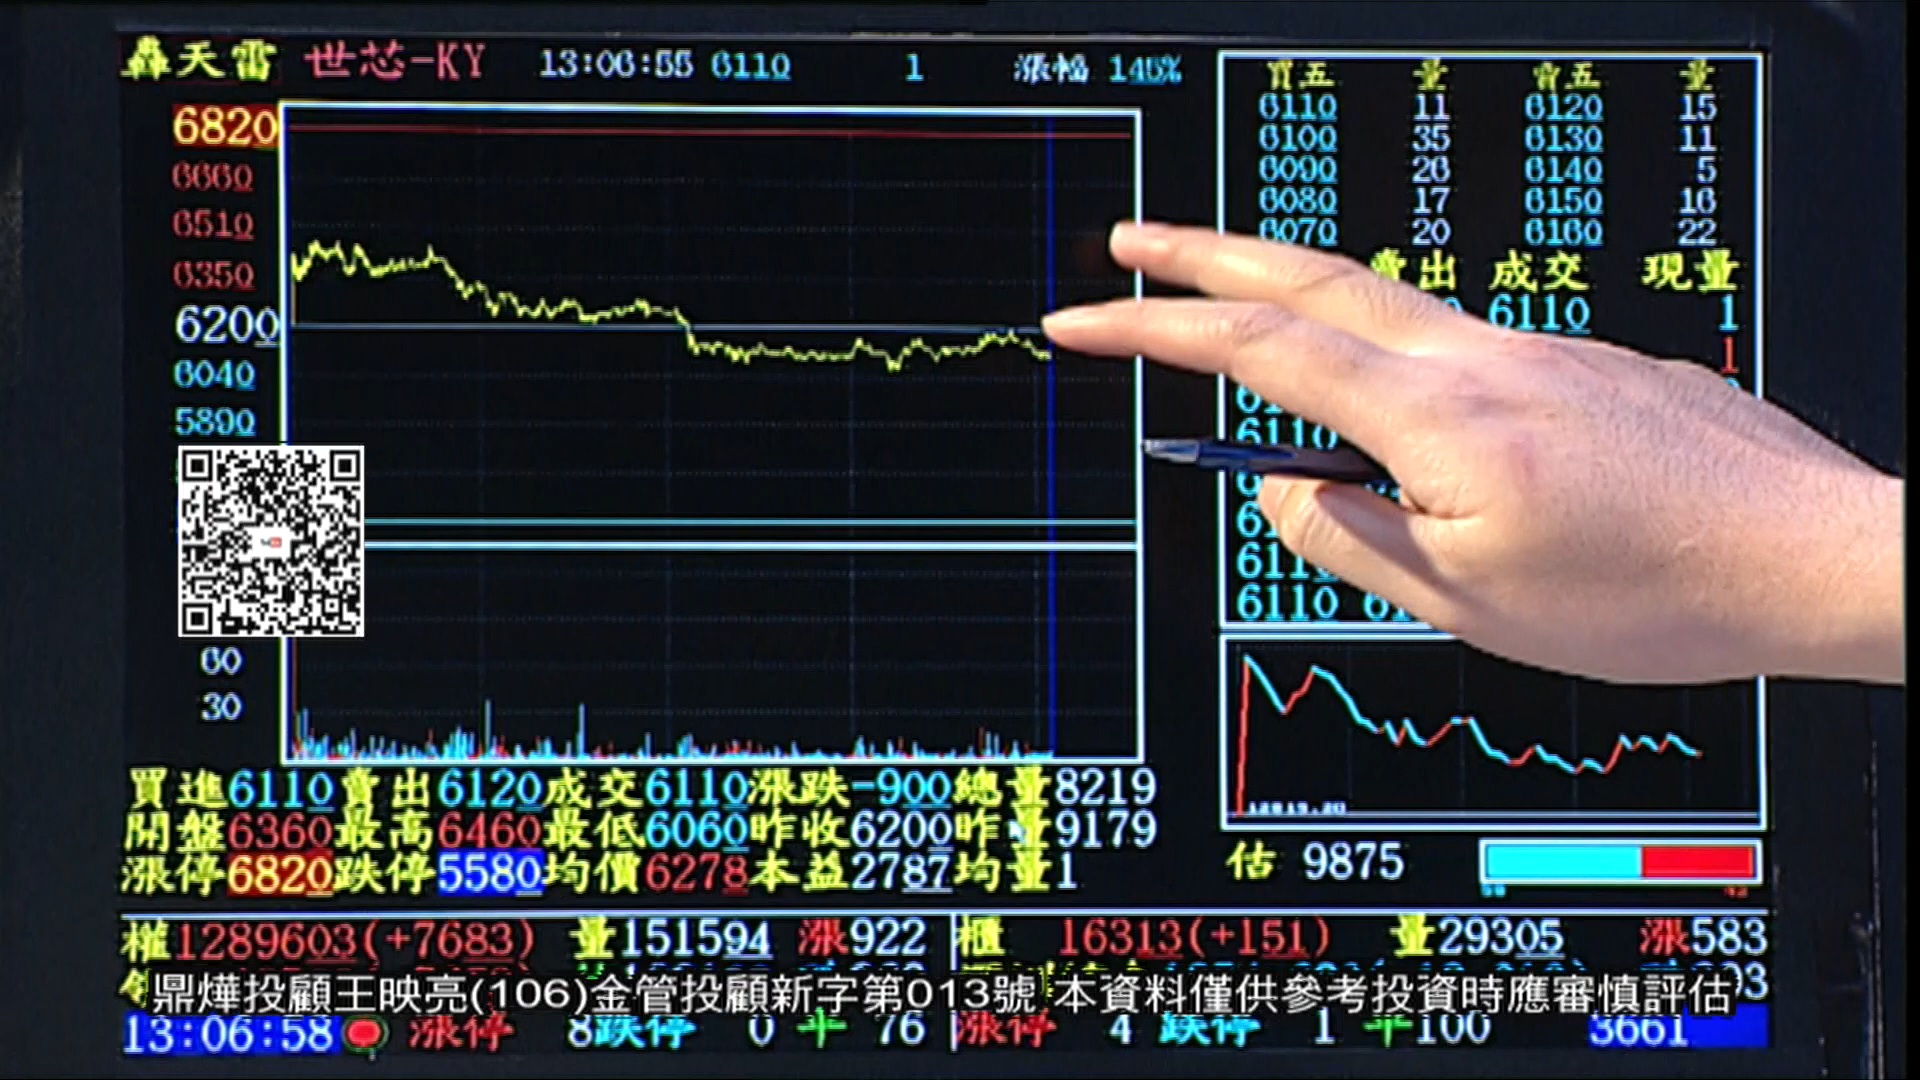 轟天雷 世芯-KY 13:06:55 6110 1 漲幅 145%
買五 量 賣五 量
6110 11 6120 15
6100 35 6130 11
6090 26 6140 5
6080 17 6150 16
6070 20 6160 22
賣出 成交 現量
6110 1
1
6110
6110 61
6820
6660
6510
6350
6200
6040
5890
60
30
12819.20
買進6110賣出6120成交6110漲跌-900總量8219
開盤6360最高6460最低6060昨收6200昨量9179
漲停6820跌停5580均價6278本益2787均量1
估 9875
58 42
權1289603(+7683) 量151594 漲922 櫃 16313(+151) 量29305 漲583
鼎燁投顧王映亮(106)金管投顧新字第013號 本資料僅供參考投資時應審慎評估
13:06:58 漲停 8跌停 0 平 76 漲停 4 跌停 1 平100 3661